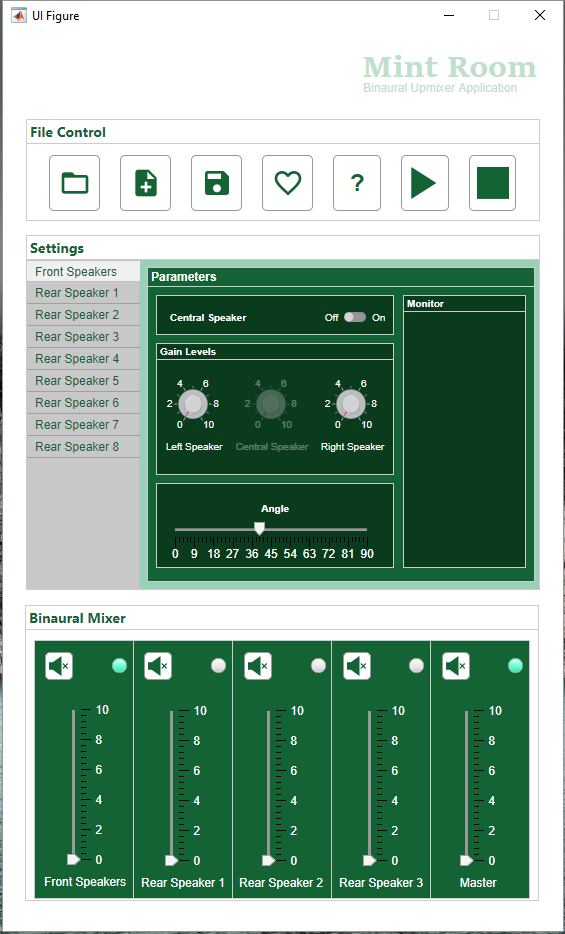 UI Figure
Mint Room
Binaural Upmixer Application
File Control
?
Settings
Front Speakers
Rear Speaker 1
Rear Speaker 2
Rear Speaker 3
Rear Speaker 4
Rear Speaker 5
Rear Speaker 6
Rear Speaker 7
Rear Speaker 8
Parameters
Central Speaker Off On
Monitor
Gain Levels
4 6 4 6 4 6
2 8 2 8 2 8
0 10 0 10 0 10
Left Speaker Central Speaker Right Speaker
Angle
0 9 18 27 36 45 54 63 72 81 90
Binaural Mixer
10 10 10 10 10
8 8 8 8 8
6 6 6 6 6
4 4 4 4 4
2 2 2 2 2
0 0 0 0 0
Front Speakers Rear Speaker 1 Rear Speaker 2 Rear Speaker 3 Master